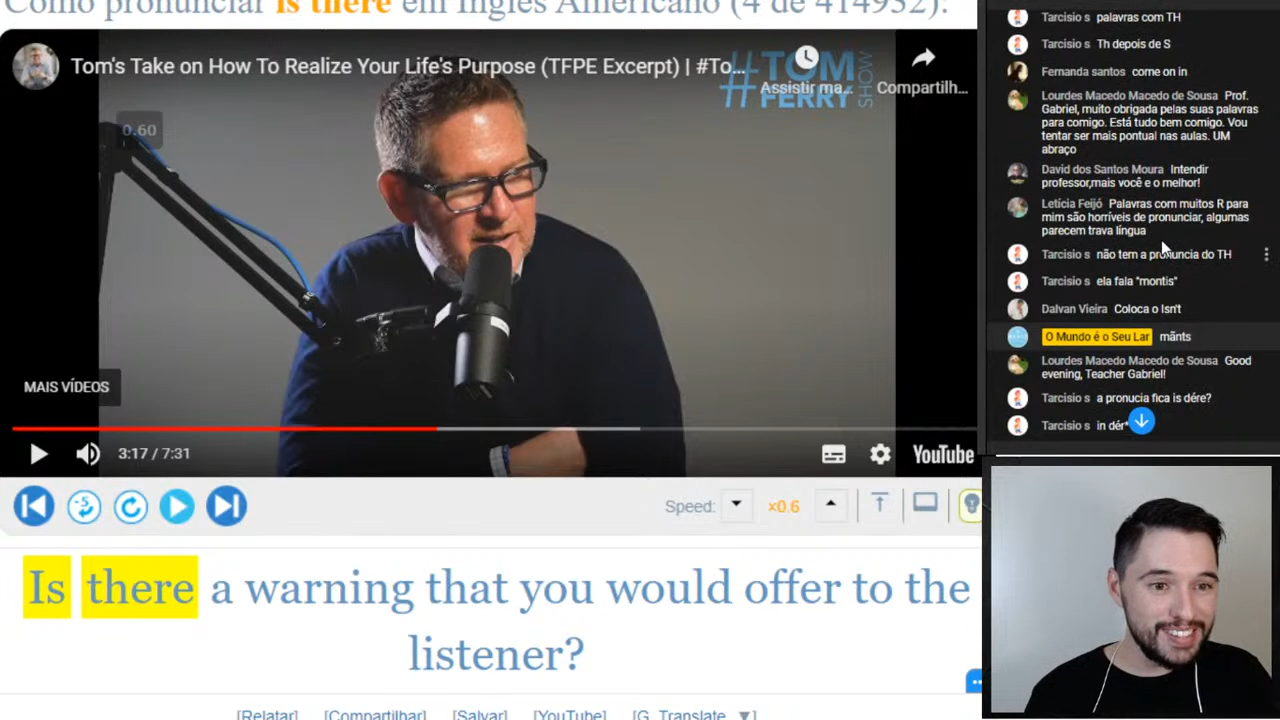 Como pronunciar is there em Inglês Americano (4 de 414932):
Tom's Take on How To Realize Your Life's Purpose (TFPE Excerpt) | #To...
#TOM
FERRY
SHOW
Assistir ma...
Compartilh...
0.60
MAIS VÍDEOS
3:17 / 7:31
YouTube
Speed:
x0.6
Is there a warning that you would offer to the
listener?
[Relatar] [Compartilhar] [Salvar] [YouTube] [G. Translate ▼]
Tarcisio s palavras com TH
Tarcisio s Th depois de S
Fernanda santos come on in
Lourdes Macedo Macedo de Sousa Prof.
Gabriel, muito obrigada pelas suas palavras
para comigo. Está tudo bem comigo. Vou
tentar ser mais pontual nas aulas. UM
abraço
David dos Santos Moura Intendir
professor,mais você e o melhor!
Letícia Feijó Palavras com muitos R para
mim são horríveis de pronunciar, algumas
parecem trava língua
Tarcisio s não tem a pronuncia do TH
Tarcisio s ela fala "montis"
Dalvan Vieira Coloca o Isn't
O Mundo é o Seu Lar mãnts
Lourdes Macedo Macedo de Sousa Good
evening, Teacher Gabriel!
Tarcisio s a pronucia fica is dére?
Tarcisio s in dér*